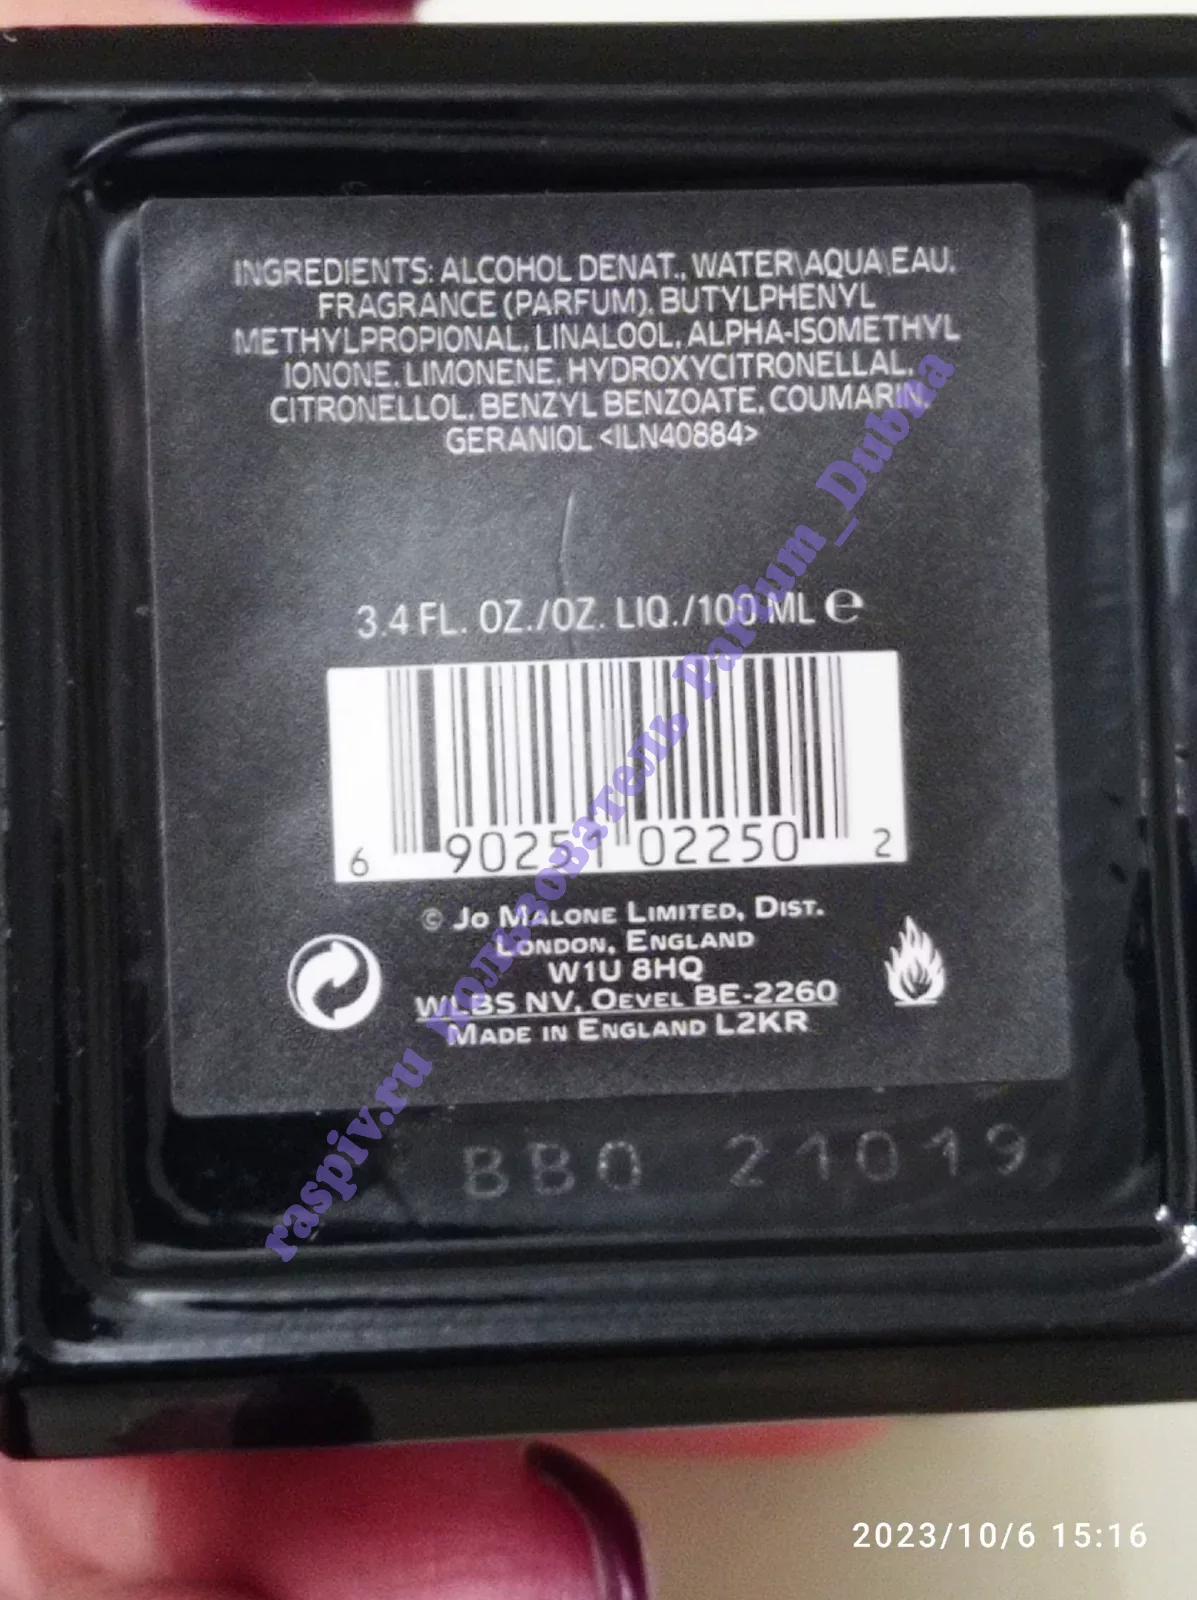 INGREDIENTS: ALCOHOL DENAT., WATER\AQUA\EAU,
FRAGRANCE (PARFUM), BUTYLPHENYL
METHYLPROPIONAL, LINALOOL, ALPHA-ISOMETHYL
IONONE, LIMONENE, HYDROXYCITRONELLAL,
CITRONELLOL, BENZYL BENZOATE, COUMARIN,
GERANIOL <ILN40884>
3.4 FL. OZ./OZ. LIQ./100 ML ℮
6 90251 02250 2
© JO MALONE LIMITED, DIST.
LONDON, ENGLAND
W1U 8HQ
WLBS NV, OEVEL BE-2260
MADE IN ENGLAND L2KR
BBO 21019
raspiv.ru пользователь Parfum_Dubna
2023/10/6 15:16